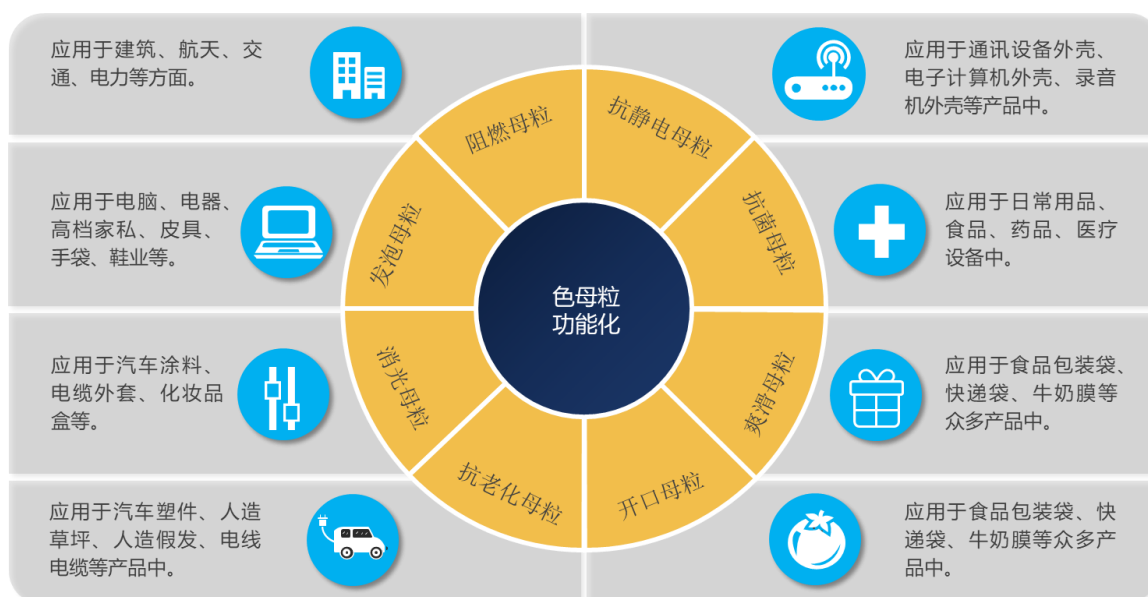 应用于建筑、航天、交
通、电力等方面。
应用于通讯设备外壳、
电子计算机外壳、录音
机外壳等产品中。
阻燃母粒
抗静电母粒
应用于电脑、电器、
高档家私、皮具、
手袋、鞋业等。
发泡母粒
抗菌母粒
应用于日常用品、
食品、药品、医疗
设备中。
色母粒
功能化
应用于汽车涂料、
电缆外套、化妆品
盒等。
消光母粒
爽滑母粒
应用于食品包装袋、
快递袋、牛奶膜等
众多产品中。
抗老化母粒
开口母粒
应用于汽车塑件、人造
草坪、人造假发、电线
电缆等产品中。
应用于食品包装袋、快
递袋、牛奶膜等众多产
品中。